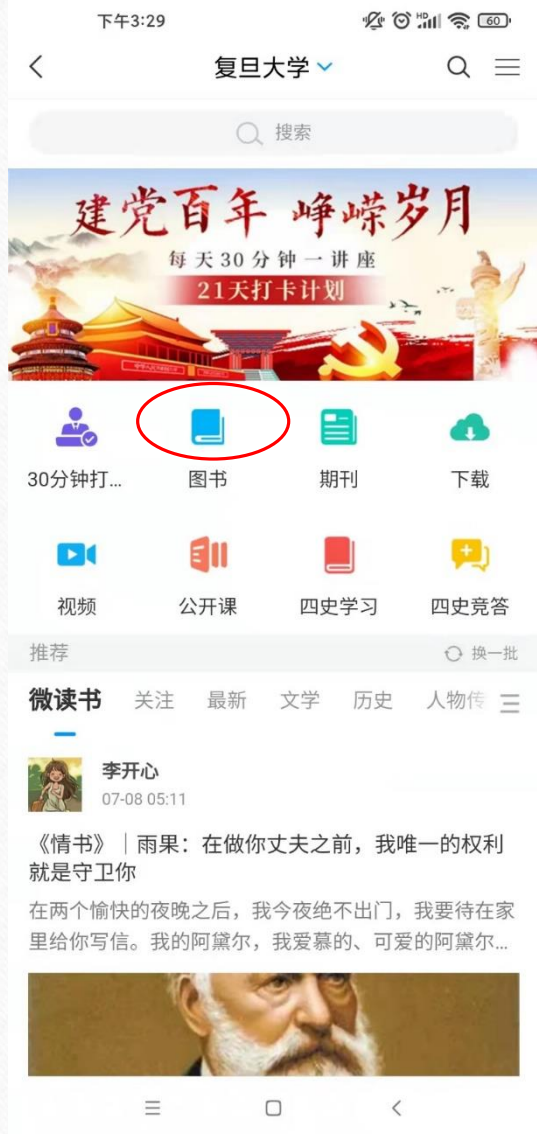 下午3:29
HD
60
复旦大学
搜索
建党百年 峥嵘岁月
每天30分钟一讲座
21天打卡计划
30分钟打...
图书
期刊
下载
视频
公开课
四史学习
四史竞答
推荐
换一批
微读书 关注 最新 文学 历史 人物传
李开心
07-08 05:11
《情书》｜雨果：在做你丈夫之前，我唯一的权利
就是守卫你
在两个愉快的夜晚之后，我今夜绝不出门，我要待在家
里给你写信。我的阿黛尔，我爱慕的、可爱的阿黛尔...